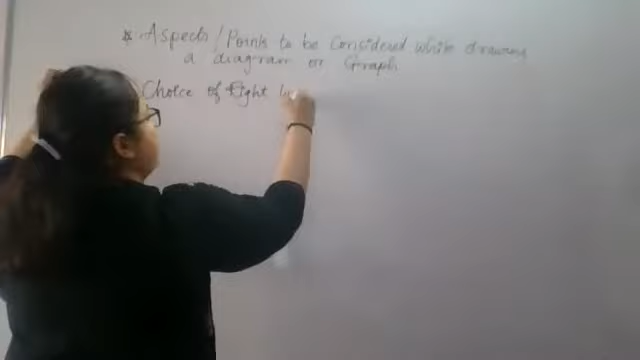 * Aspects / Points to be Considered while drawing
a diagram or Graph
Choice of Right